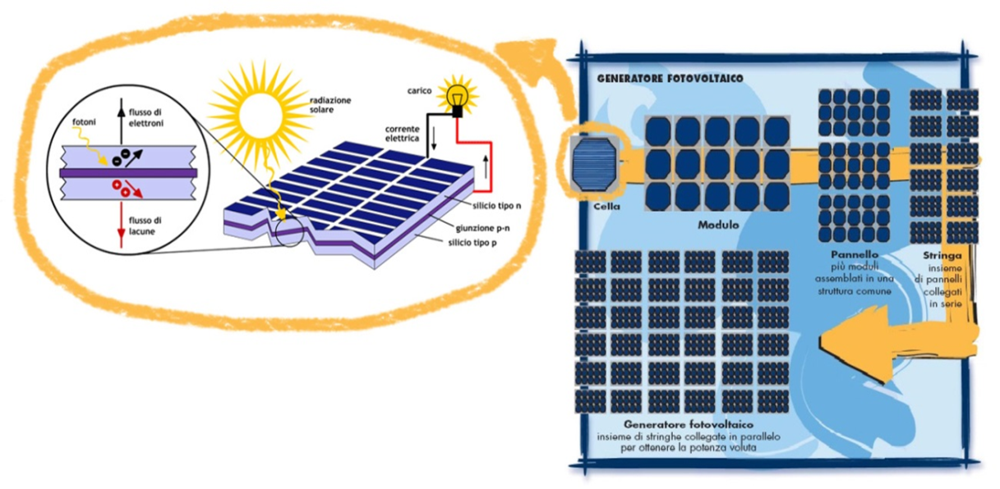 fotoni
flusso di
elettroni
flusso di
lacune
radiazione
solare
carico
corrente
elettrica
silicio tipo n
giunzione p-n
silicio tipo p
GENERATORE FOTOVOLTAICO
Cella
Modulo
Pannello
più moduli
assemblati in una
struttura comune
Stringa
insieme
di pannelli
collegati
in serie
Generatore fotovoltaico
insieme di stringhe collegate in parallelo
per ottenere la potenza voluta